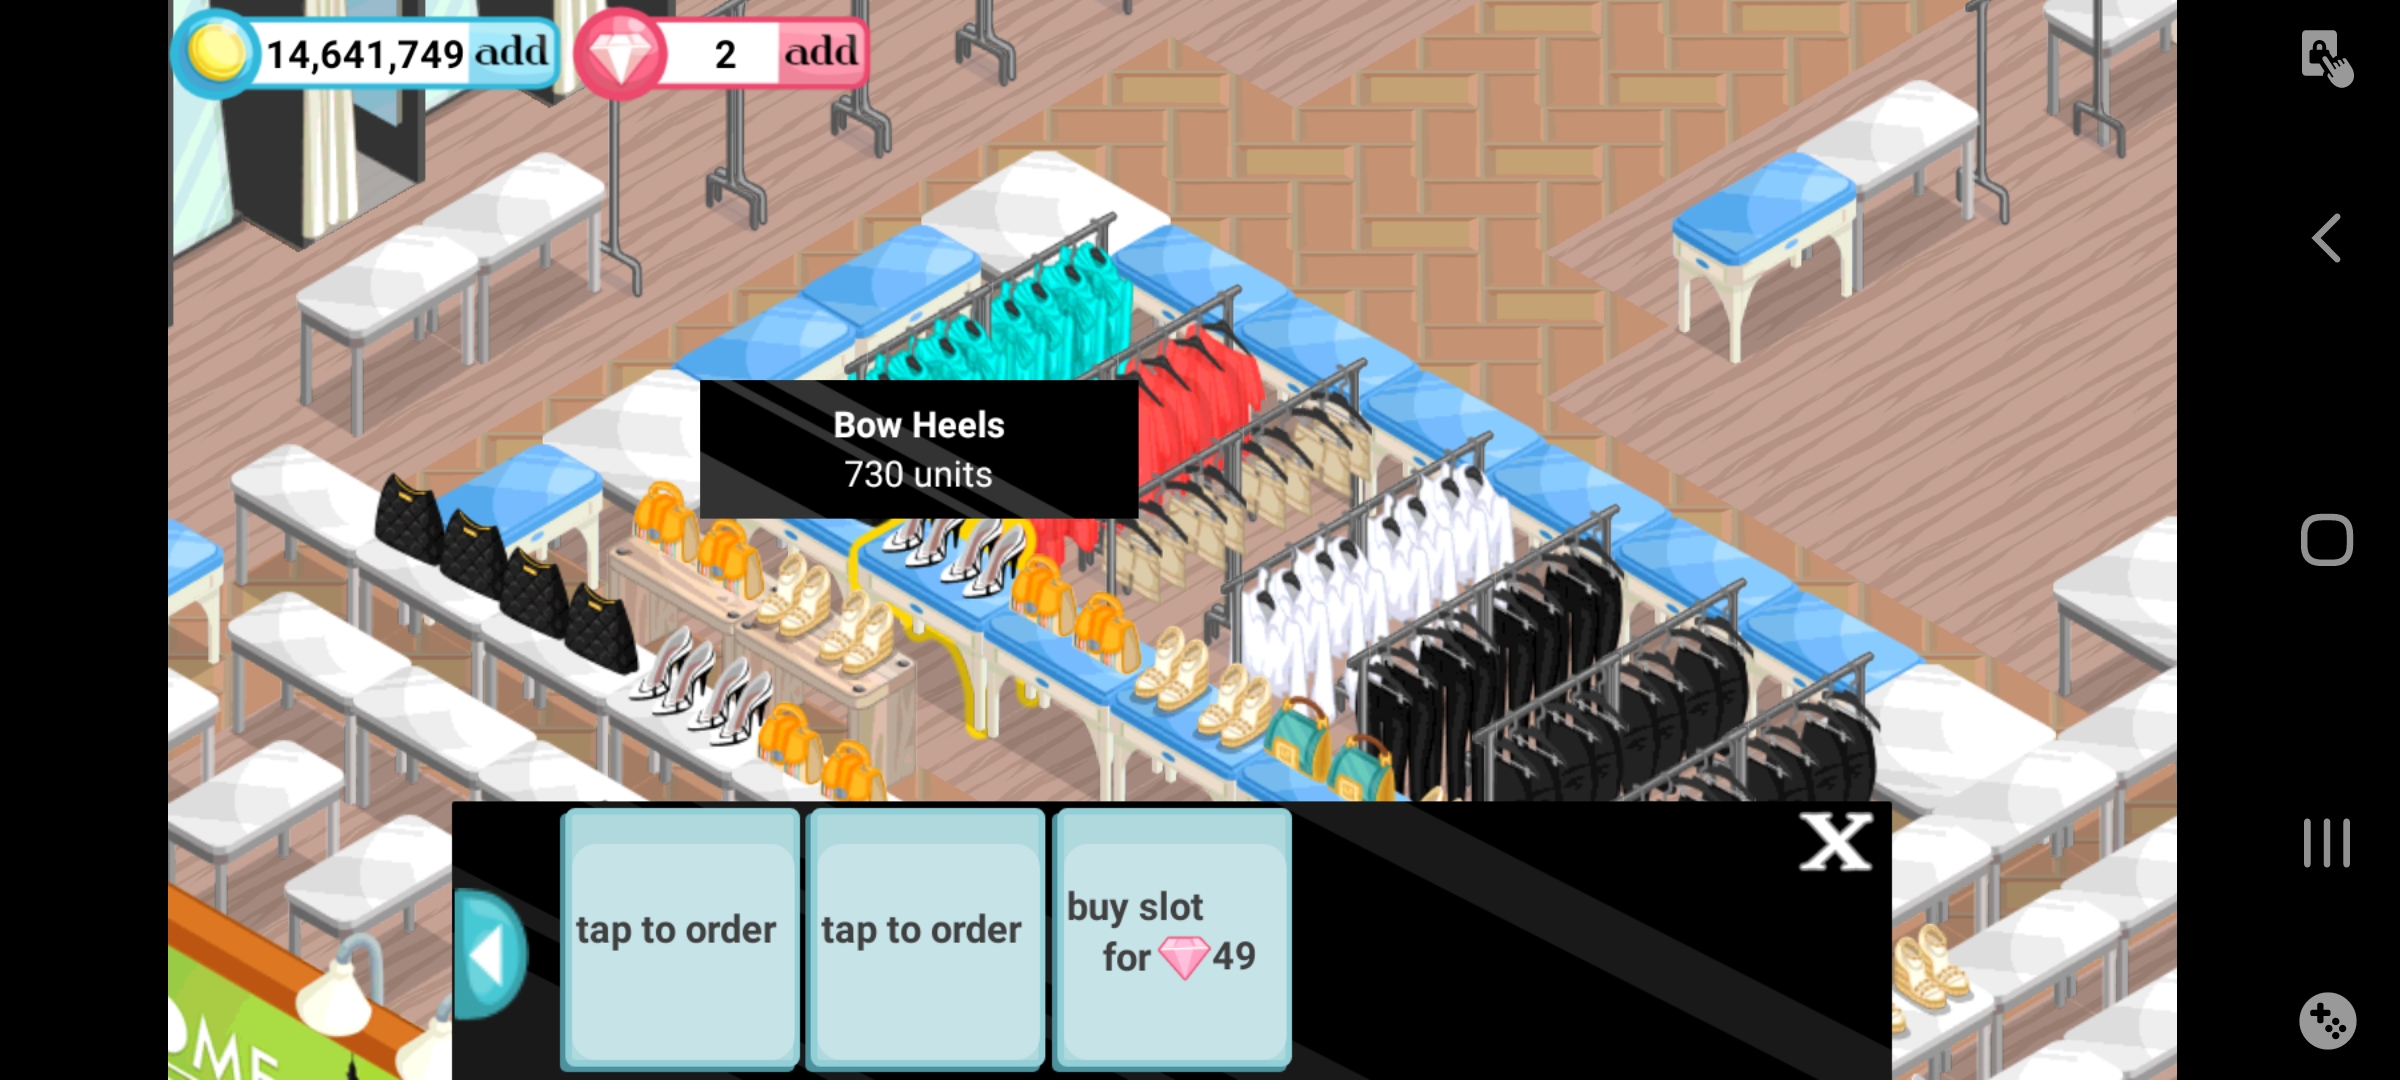 14,641,749 add
2 add
Bow Heels
730 units
tap to order
tap to order
buy slot
for 49
X
OME